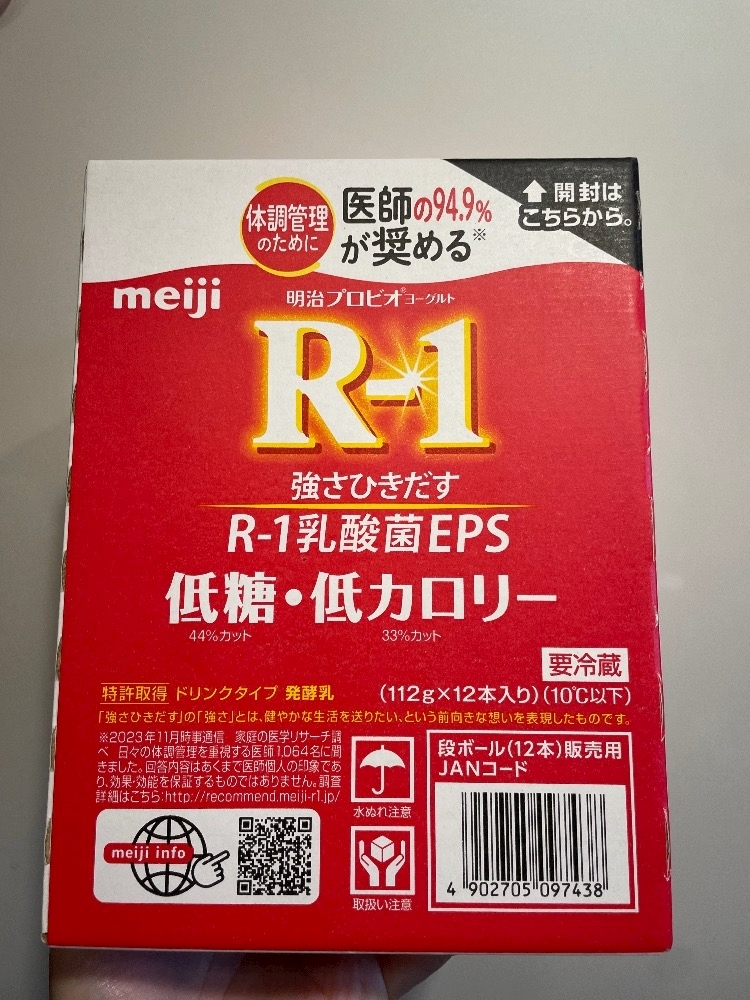 体調管理
のために
医師の94.9%
が奨める※
開封は
こちらから。
meiji
明治プロビオ®ヨーグルト
R-1
強さひきだす
R-1乳酸菌EPS
低糖・低カロリー
44%カット 33%カット
要冷蔵
特許取得 ドリンクタイプ 発酵乳 (112g×12本入り)(10℃以下)
「強さひきだす」の「強さ」とは、健やかな生活を送りたい、という前向きな想いを表現したものです。
※2023年11月時事通信 家庭の医学リサーチ調
べ 日々の体調管理を重視する医師1,064名に聞
きました。回答内容はあくまで医師個人の印象であ
り、効果・効能を保証するものではありません。調査
詳細はこちら:http://recommend.meiji-r1.jp/
meiji info
水ぬれ注意
取扱い注意
段ボール(12本)販売用
JANコード
4 902705 097438